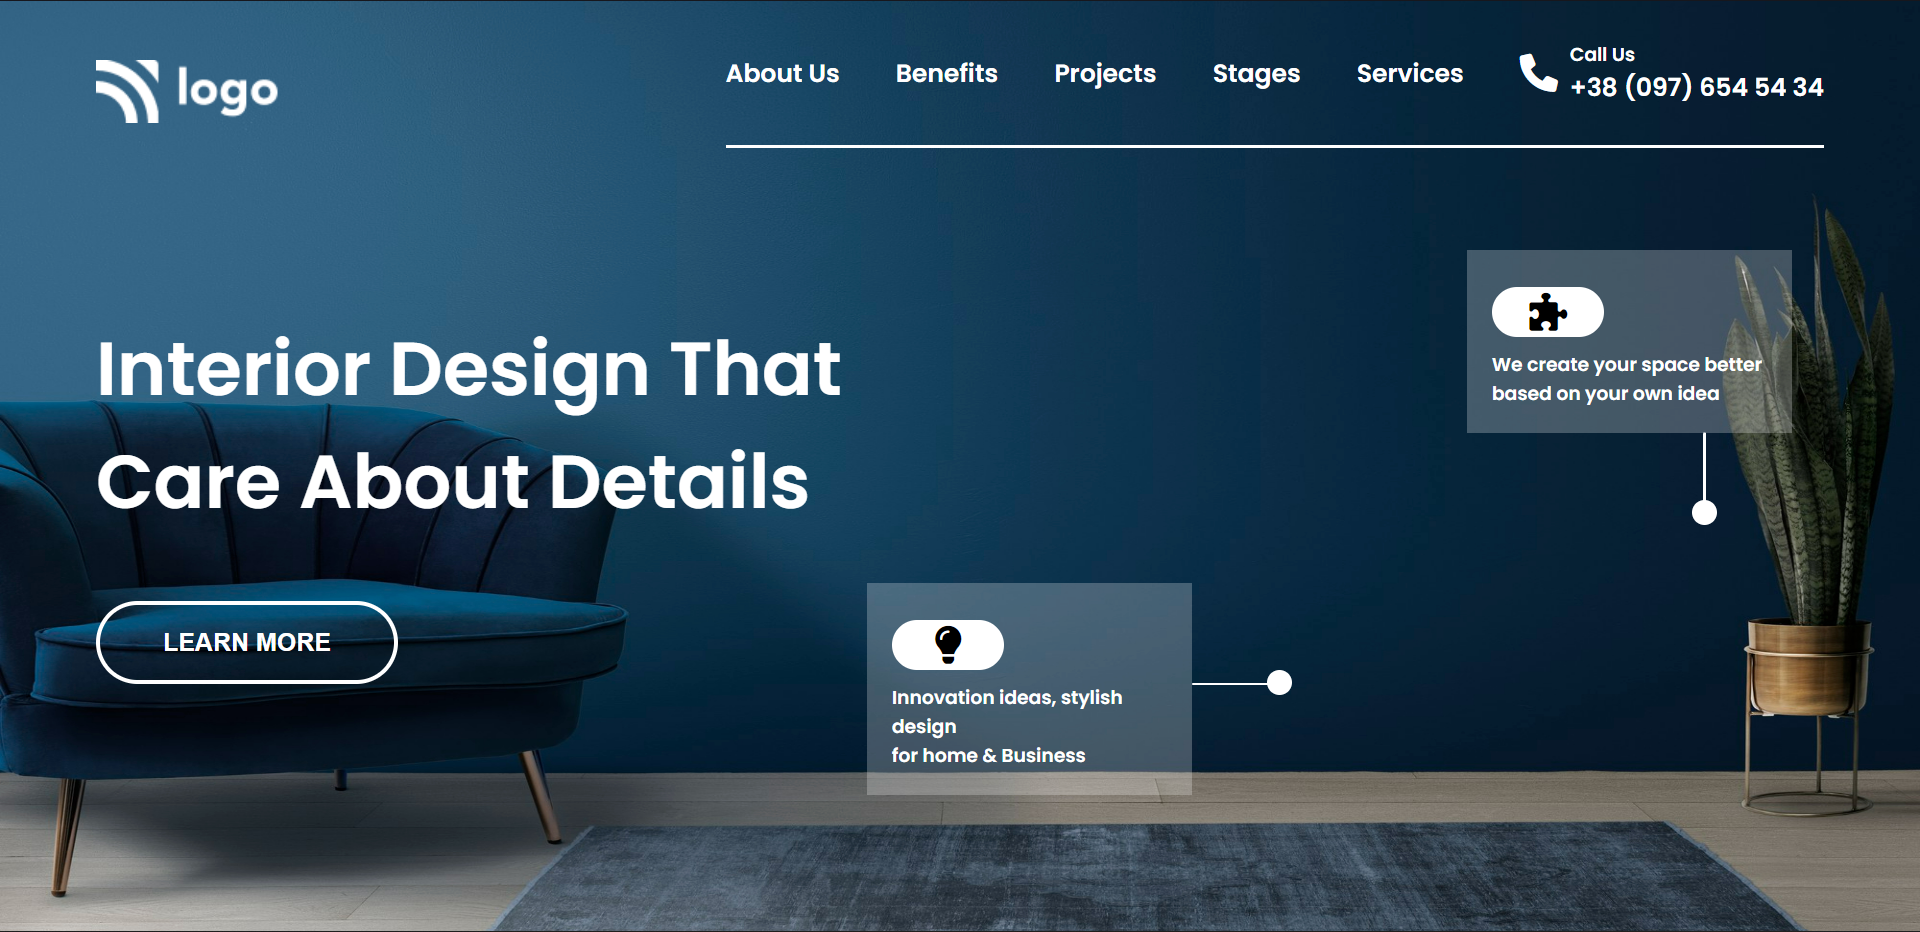 logo
About Us
Benefits
Projects
Stages
Services
Call Us
+38 (097) 654 54 34
Interior Design That
Care About Details
LEARN MORE
We create your space better
based on your own idea
Innovation ideas, stylish
design
for home & Business